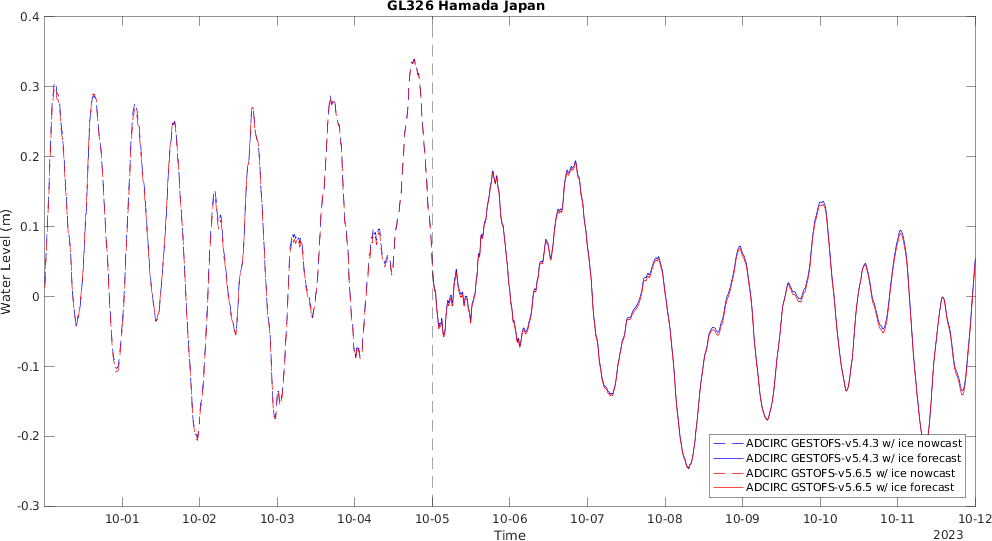 GL326 Hamada Japan
0.4
0.3
0.2
0.1
0
-0.1
-0.2
-0.3
Water Level (m)
ADCIRC GESTOFS-v5.4.3 w/ ice nowcast
ADCIRC GESTOFS-v5.4.3 w/ ice forecast
ADCIRC GSTOFS-v5.6.5 w/ ice nowcast
ADCIRC GSTOFS-v5.6.5 w/ ice forecast
10-01 10-02 10-03 10-04 10-05 10-06 10-07 10-08 10-09 10-10 10-11 10-12
Time
2023